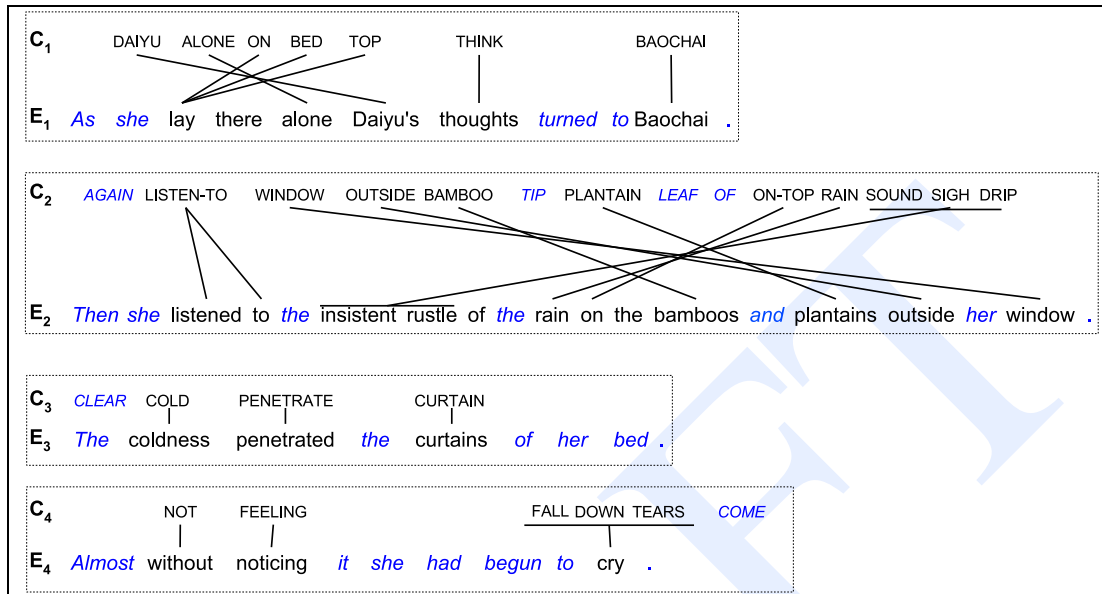 C1 DAIYU ALONE ON BED TOP THINK BAOCHAI
E1 As she lay there alone Daiyu's thoughts turned to Baochai .
C2 AGAIN LISTEN-TO WINDOW OUTSIDE BAMBOO TIP PLANTAIN LEAF OF ON-TOP RAIN SOUND SIGH DRIP
E2 Then she listened to the insistent rustle of the rain on the bamboos and plantains outside her window .
C3 CLEAR COLD PENETRATE CURTAIN
E3 The coldness penetrated the curtains of her bed .
C4 NOT FEELING FALL DOWN TEARS COME
E4 Almost without noticing it she had begun to cry .
FT